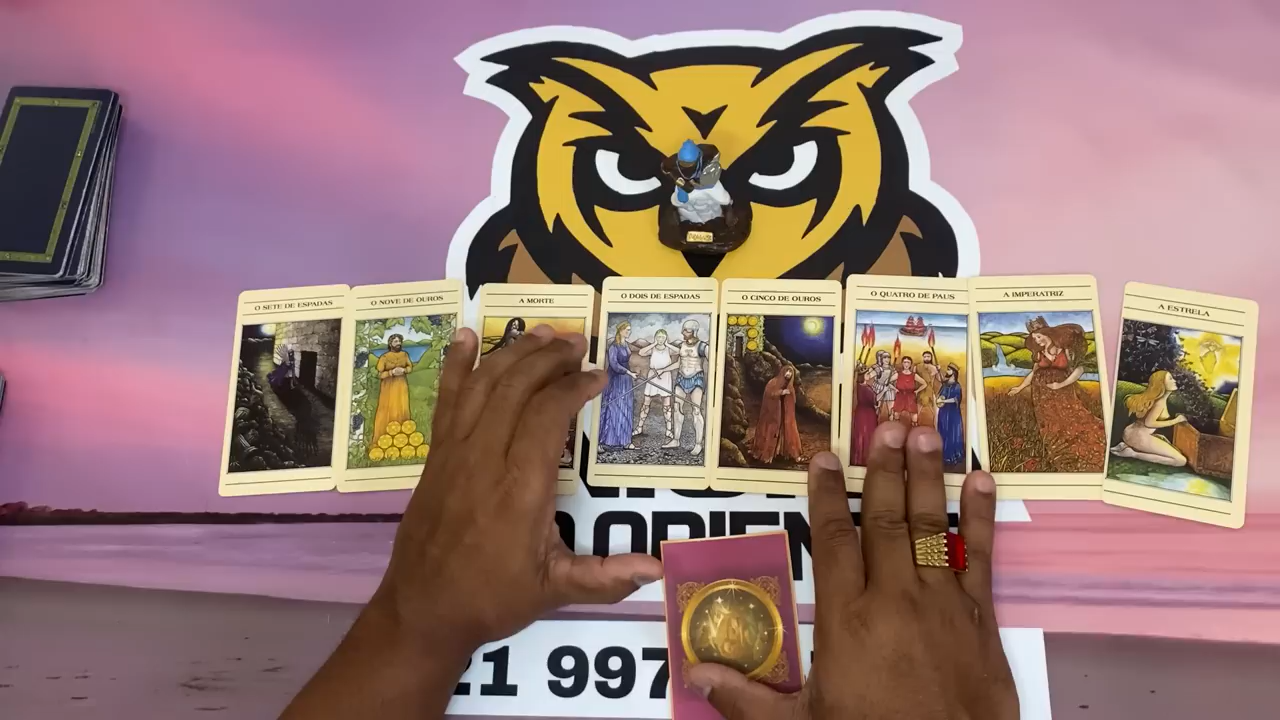 O SETE DE ESPADAS
O NOVE DE OUROS
A MORTE
O DOIS DE ESPADAS
O CINCO DE OUROS
O QUATRO DE PAUS
A IMPERATRIZ
A ESTRELA
21 997